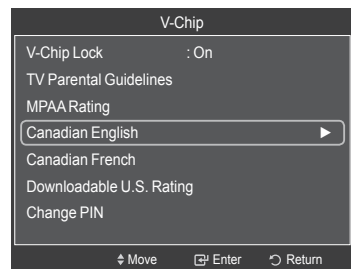 V-Chip
V-Chip Lock : On
TV Parental Guidelines
MPAA Rating
Canadian English
Canadian French
Downloadable U.S. Rating
Change PIN
Move Enter Return